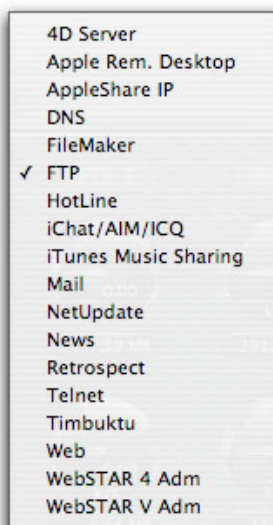 4D Server
Apple Rem. Desktop
AppleShare IP
DNS
FileMaker
✓ FTP
HotLine
iChat/AIM/ICQ
iTunes Music Sharing
Mail
NetUpdate
News
Retrospect
Telnet
Timbuktu
Web
WebSTAR 4 Adm
WebSTAR V Adm